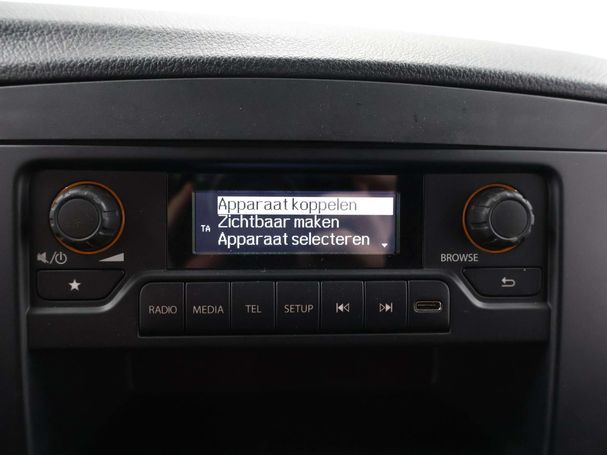 Apparaat koppelen
TA Zichtbaar maken
Apparaat selecteren
BROWSE
RADIO MEDIA TEL SETUP